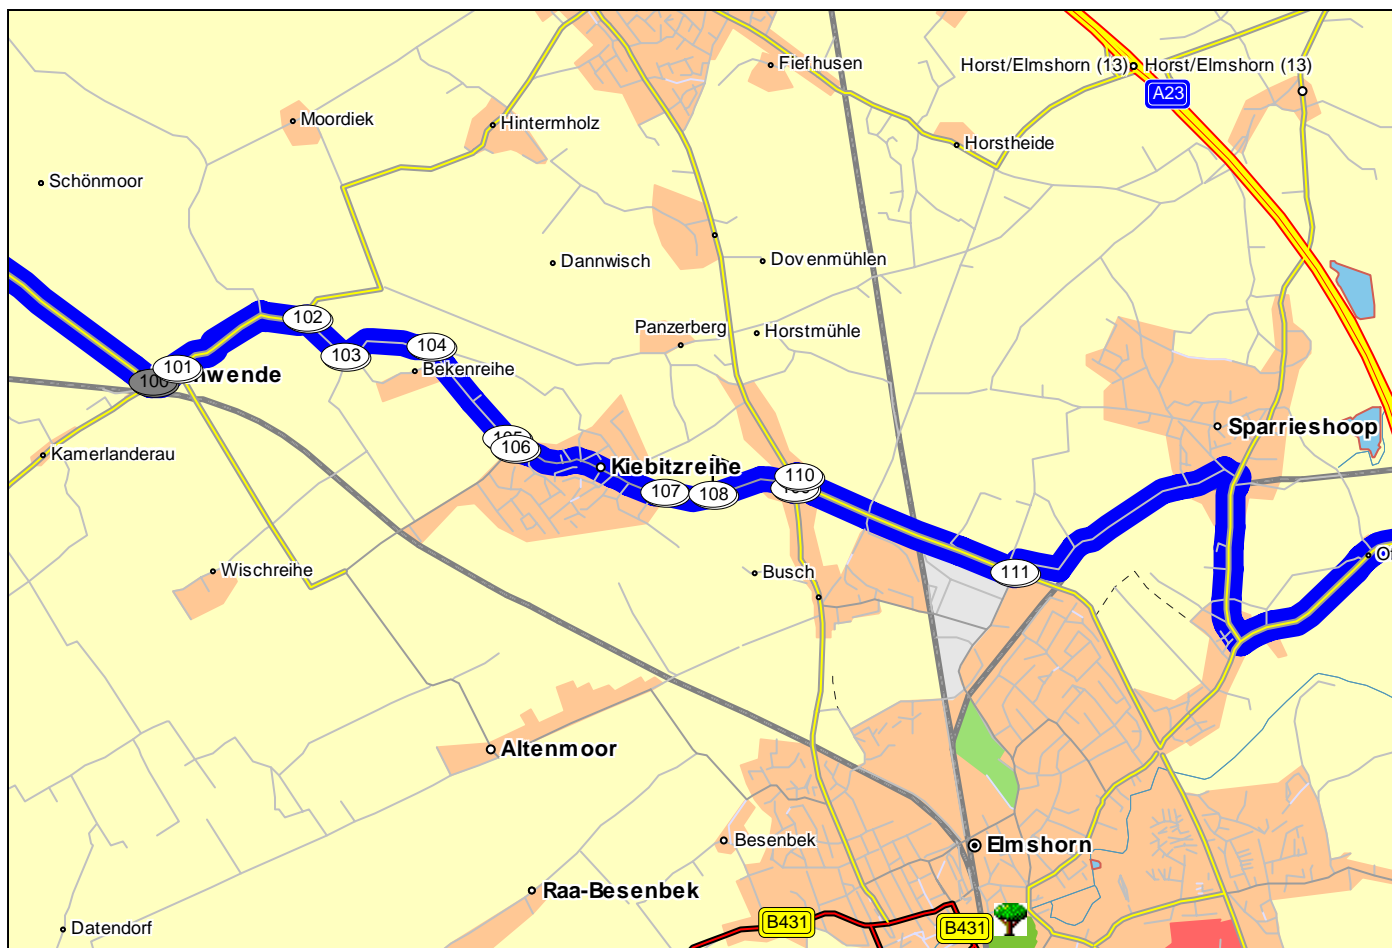 Fiefhusen
Horst/Elmshorn (13)
Horst/Elmshorn (13)
A23
Moordiek
Hintermholz
Horstheide
Schönmoor
Dannwisch
Dovenmühlen
102
Panzerberg
Horstmühle
104
103
101
100
nwende
Bekenreihe
Sparrieshoop
106
Kamerlanderau
Kiebitzreihe
110
107
108
Wischreihe
Busch
111
Altenmoor
Besenbek
Elmshorn
Raa-Besenbek
B431
B431
Datendorf